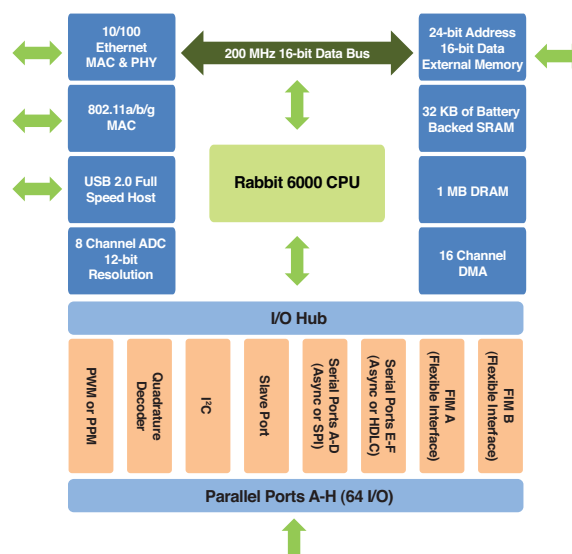 10/100
Ethernet
MAC & PHY
200 MHz 16-bit Data Bus
24-bit Address
16-bit Data
External Memory
802.11a/b/g
MAC
32 KB of Battery
Backed SRAM
Rabbit 6000 CPU
USB 2.0 Full
Speed Host
1 MB DRAM
8 Channel ADC
12-bit
Resolution
16 Channel
DMA
I/O Hub
PWM or PPM
Quadrature
Decoder
I²C
Slave Port
Serial Ports A-D
(Async or SPI)
Serial Ports E-F
(Async or HDLC)
FIM A
(Flexible Interface)
FIM B
(Flexible Interface)
Parallel Ports A-H (64 I/O)